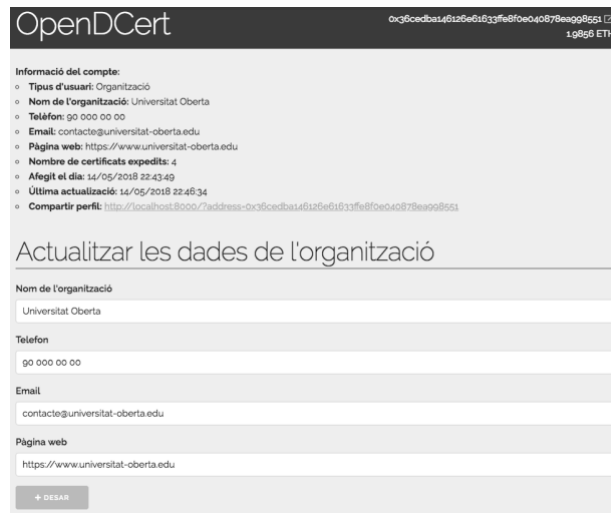 OpenDCert
0x36cedba146126e61633ffe8f0e040878ea998551
1.9856 ETH
Informació del compte:
Tipus d'usuari: Organització
Nom de l'organització: Universitat Oberta
Telèfon: 90 000 00 00
Email: contacte@universitat-oberta.edu
Pàgina web: https://www.universitat-oberta.edu
Nombre de certificats expedits: 4
Afegit el dia: 14/05/2018 22:43:49
Última actualització: 14/05/2018 22:46:34
Compartir perfil: http://localhost:8000/?address=0x36cedba146126e61633ffe8f0e040878ea998551
Actualitzar les dades de l'organització
Nom de l'organització
Universitat Oberta
Telefon
90 000 00 00
Email
contacte@universitat-oberta.edu
Pàgina web
https://www.universitat-oberta.edu
+ DESAR